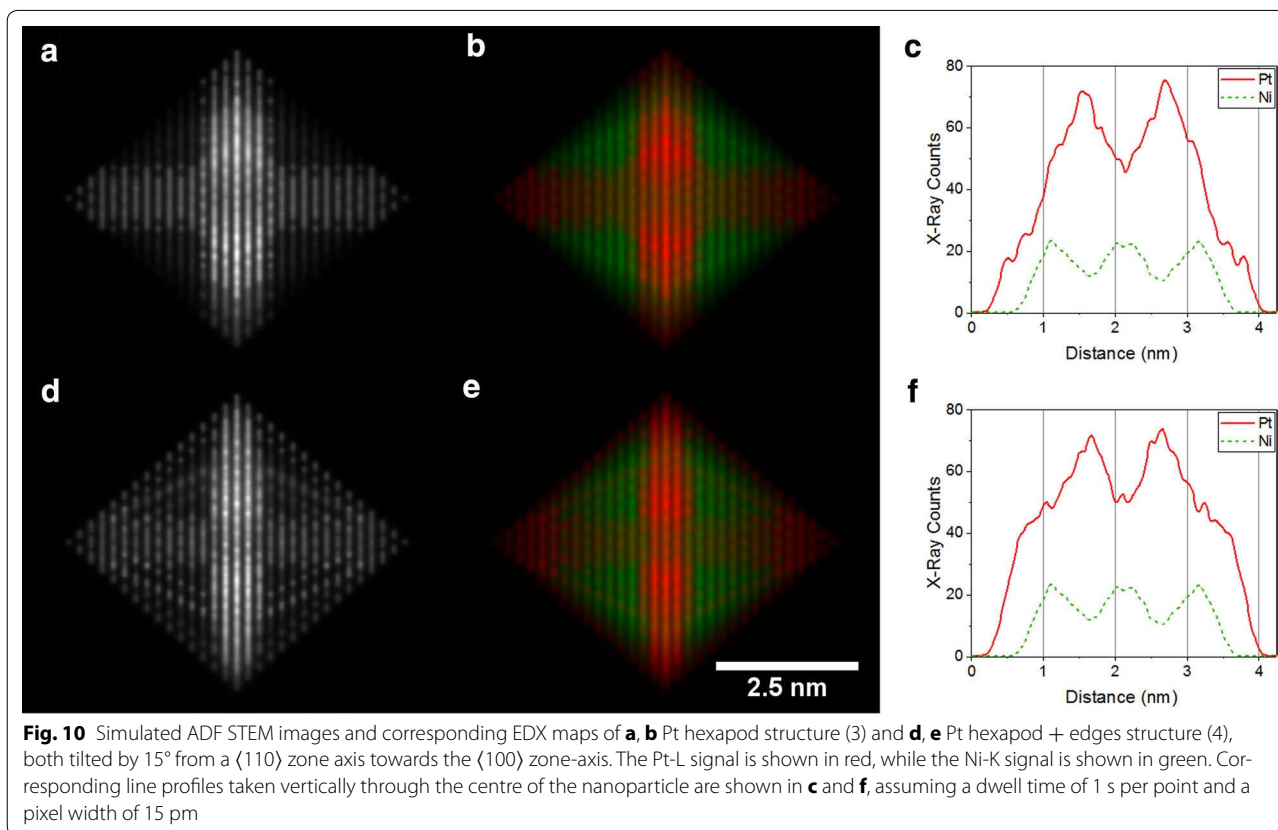 a
b
c
80
60
40
20
0
X-Ray Counts
Pt
Ni
0 1 2 3 4
Distance (nm)
d
e
2.5 nm
f
80
60
40
20
0
X-Ray Counts
Pt
Ni
0 1 2 3 4
Distance (nm)
Fig. 10 Simulated ADF STEM images and corresponding EDX maps of a, b Pt hexapod structure (3) and d, e Pt hexapod + edges structure (4),
both tilted by 15° from a ⟨110⟩ zone axis towards the ⟨100⟩ zone-axis. The Pt-L signal is shown in red, while the Ni-K signal is shown in green. Cor-
responding line profiles taken vertically through the centre of the nanoparticle are shown in c and f, assuming a dwell time of 1 s per point and a
pixel width of 15 pm